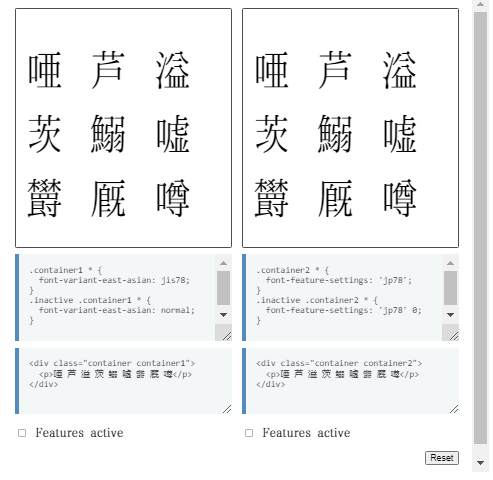 唖 芦 溢
茨 鰯 嘘
欝 厩 噂
唖 芦 溢
茨 鰯 嘘
欝 厩 噂
.container1 * {
  font-variant-east-asian: jis78;
}
.inactive .container1 * {
  font-variant-east-asian: normal;
}
.container2 * {
  font-feature-settings: 'jp78';
}
.inactive .container2 * {
  font-feature-settings: 'jp78' 0;
}
<div class="container container1">
  <p>唖 芦 溢 茨 鰯 嘘 欝 厩 噂</p>
</div>
<div class="container container2">
  <p>唖 芦 溢 茨 鰯 嘘 欝 厩 噂</p>
</div>
Features active
Features active
Reset